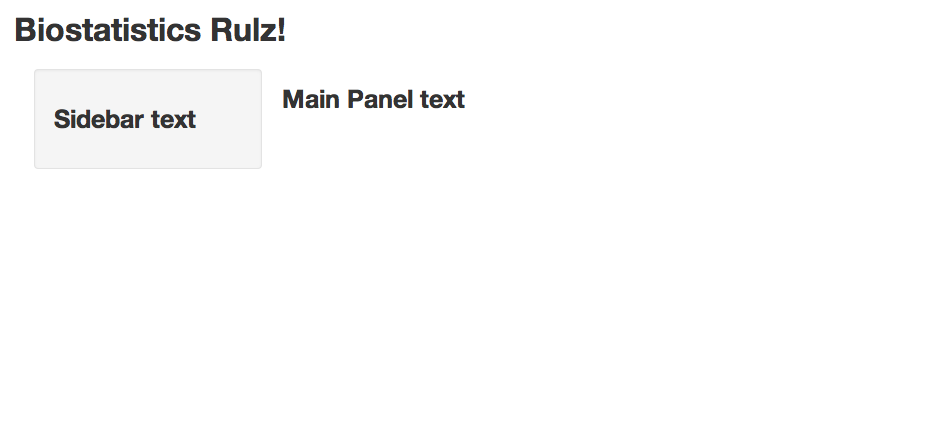 Biostatistics Rulz!
Sidebar text
Main Panel text